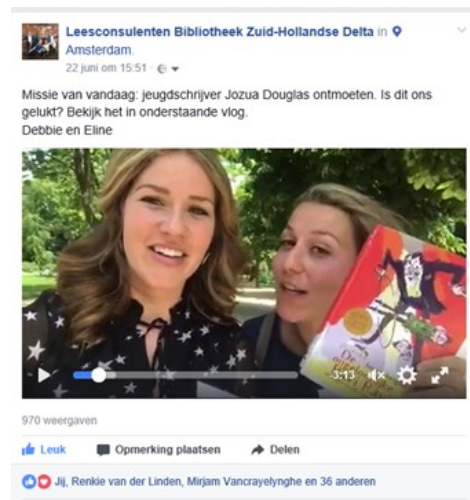 Leesconsulenten Bibliotheek Zuid-Hollandse Delta in
Amsterdam.
22 juni om 15:51
Missie van vandaag: jeugdschrijver Jozua Douglas ontmoeten. Is dit ons
gelukt? Bekijk het in onderstaande vlog.
Debbie en Eline
De
-3:13
970 weergaven
Leuk Opmerking plaatsen Delen
Jij, Renkie van der Linden, Mirjam Vancrayelynghe en 36 anderen